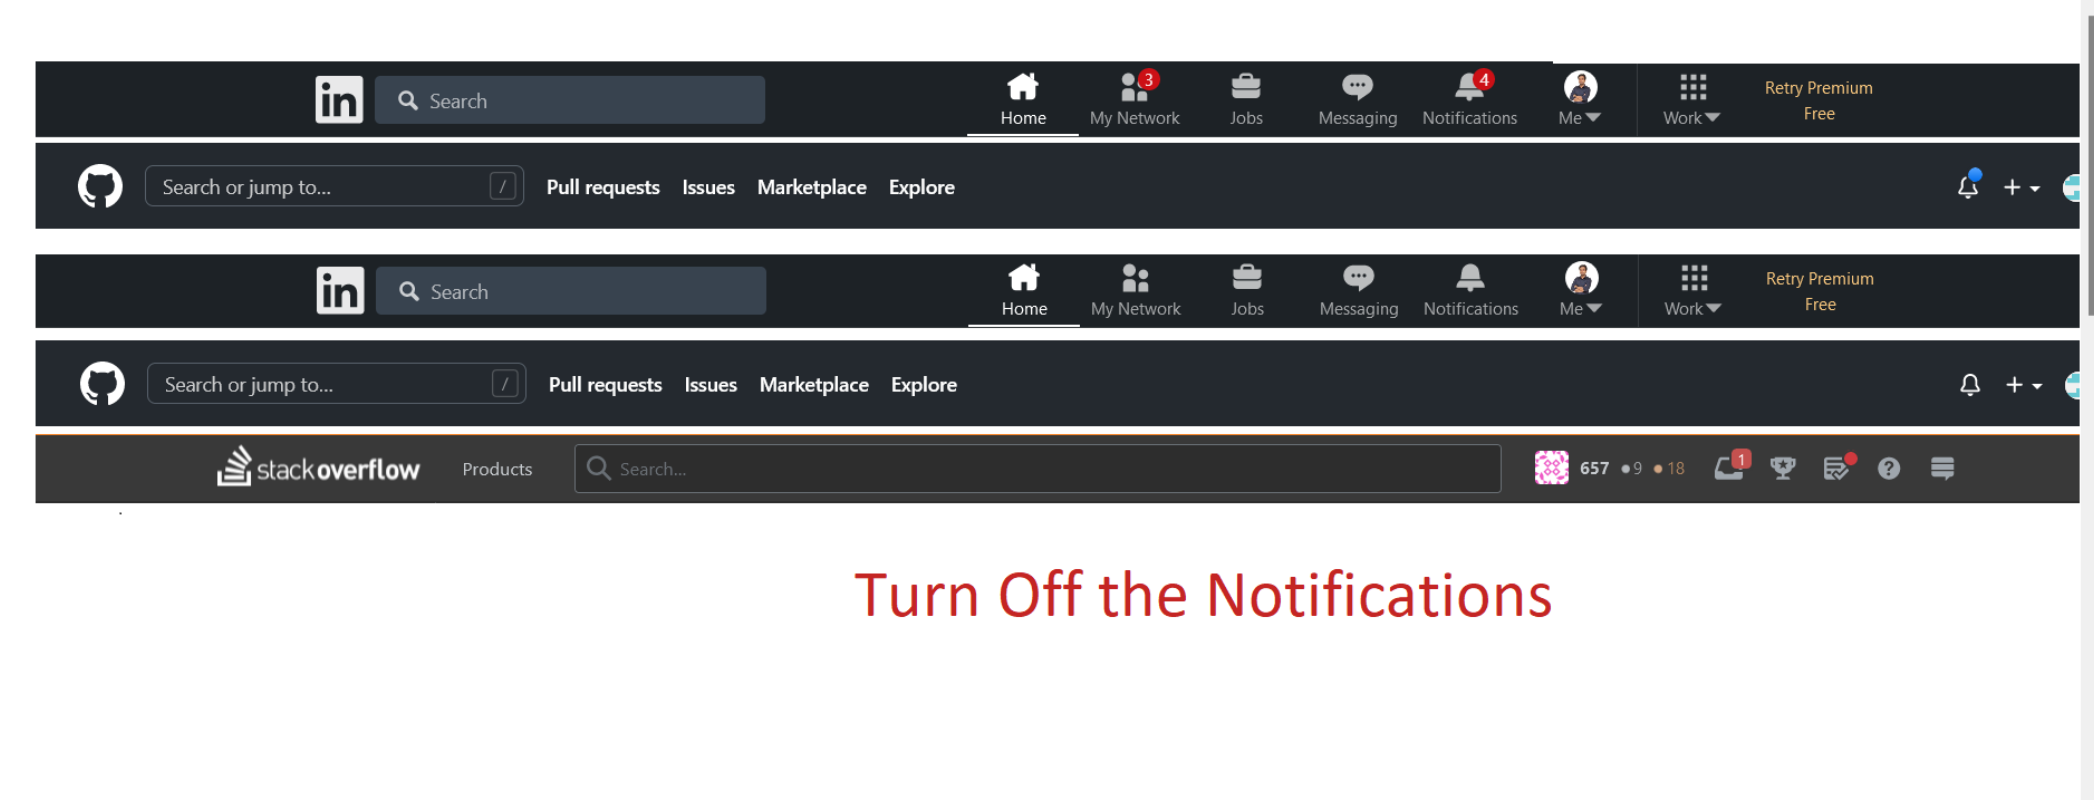 in Search 3 4 Retry Premium
Home My Network Jobs Messaging Notifications Me Work Free
Search or jump to... / Pull requests Issues Marketplace Explore
in Search Retry Premium
Home My Network Jobs Messaging Notifications Me Work Free
Search or jump to... / Pull requests Issues Marketplace Explore
stackoverflow Products Search... 657 9 18 1 ?
Turn Off the Notifications